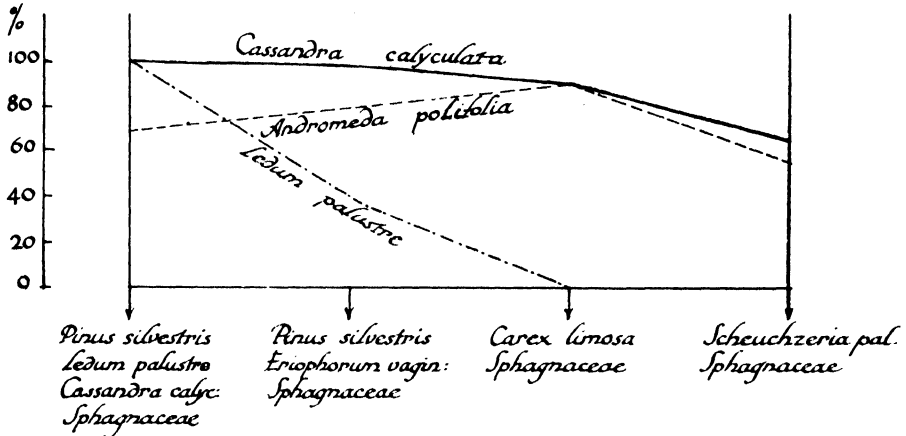 %
100
80
60
40
20
0
Cassandra calyculata
Andromeda polifolia
Ledum palustre
Pinus silvestris
Ledum palustre
Cassandra calyc:
Sphagnaceae
Pinus silvestris
Eriophorum vagin:
Sphagnaceae
Carex limosa
Sphagnaceae
Scheuchzeria pal.
Sphagnaceae